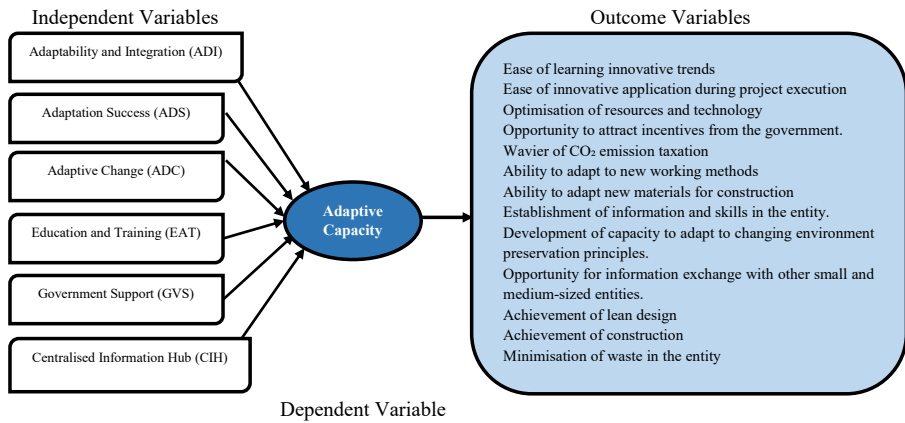 Independent Variables
Adaptability and Integration (ADI)
Adaptation Success (ADS)
Adaptive Change (ADC)
Education and Training (EAT)
Government Support (GVS)
Centralised Information Hub (CIH)
Adaptive
Capacity
Dependent Variable
Outcome Variables
Ease of learning innovative trends
Ease of innovative application during project execution
Optimisation of resources and technology
Opportunity to attract incentives from the government.
Wavier of CO₂ emission taxation
Ability to adapt to new working methods
Ability to adapt new materials for construction
Establishment of information and skills in the entity.
Development of capacity to adapt to changing environment
preservation principles.
Opportunity for information exchange with other small and
medium-sized entities.
Achievement of lean design
Achievement of construction
Minimisation of waste in the entity